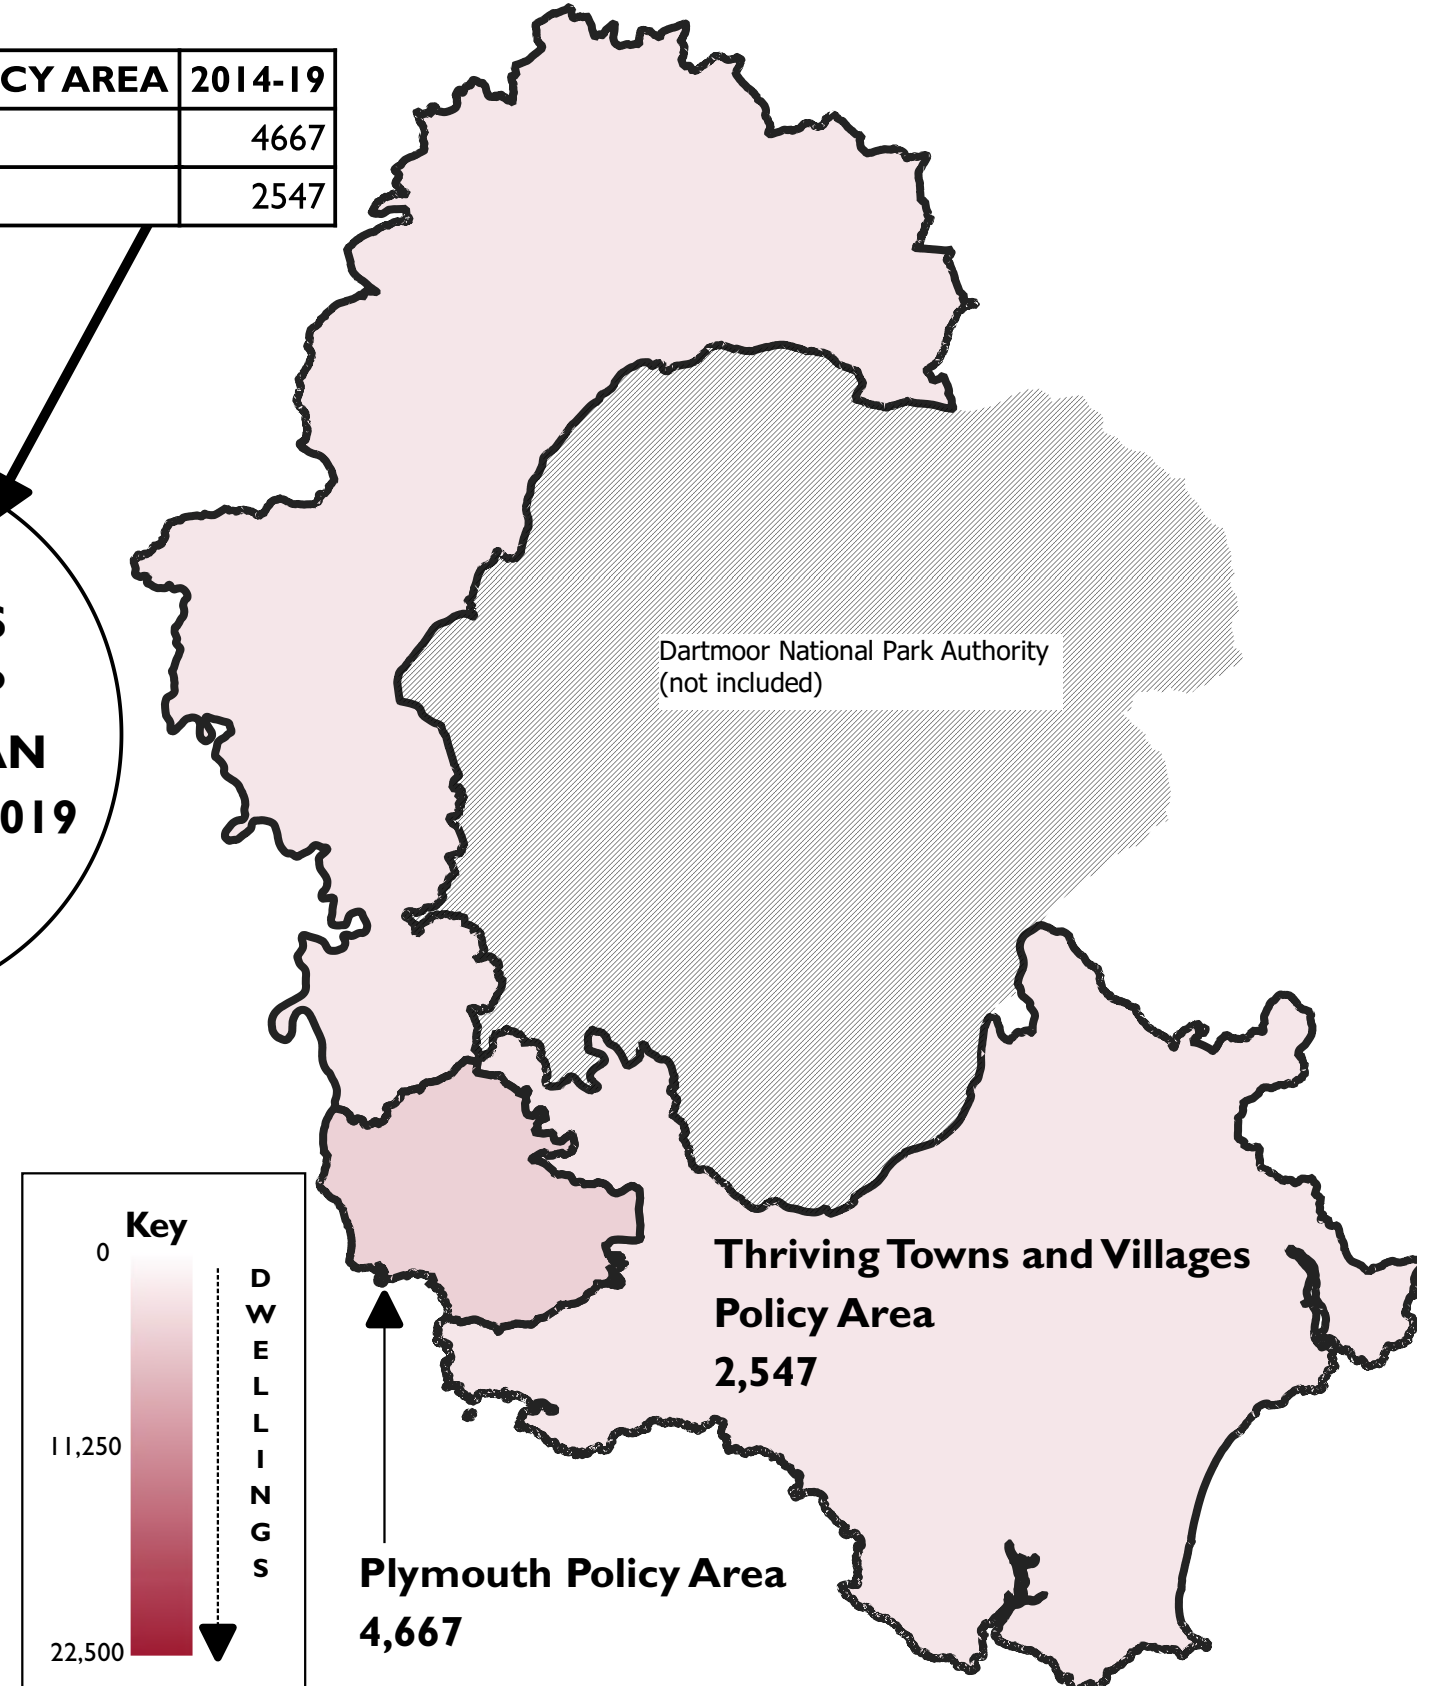 CY AREA 2014-19
4667
2547
S
AN
019
Dartmoor National Park Authority
(not included)
Thriving Towns and Villages
Policy Area
2,547
Key
0
11,250
22,500
D
W
E
L
L
I
N
G
S
Plymouth Policy Area
4,667